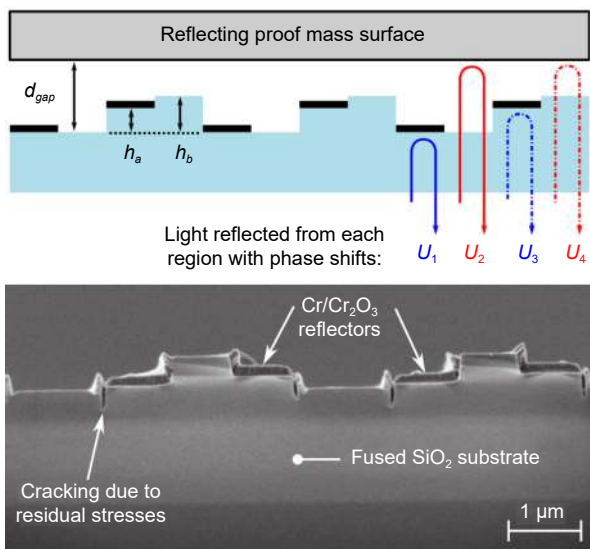 Reflecting proof mass surface
d_gap
h_a
h_b
Light reflected from each
region with phase shifts:
U_1
U_2
U_3
U_4
Cr/Cr₂O₃
reflectors
Fused SiO₂ substrate
Cracking due to
residual stresses
1 μm